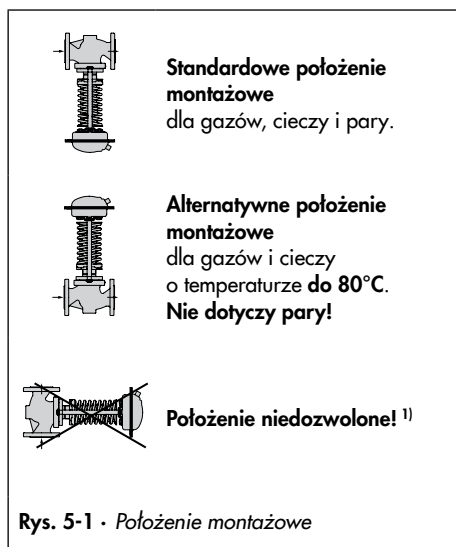 Standardowe położenie
montażowe
dla gazów, cieczy i pary.
Alternatywne położenie
montażowe
dla gazów i cieczy
o temperaturze do 80°C.
Nie dotyczy pary!
Położenie niedozwolone! 1)
Rys. 5-1 · Położenie montażowe